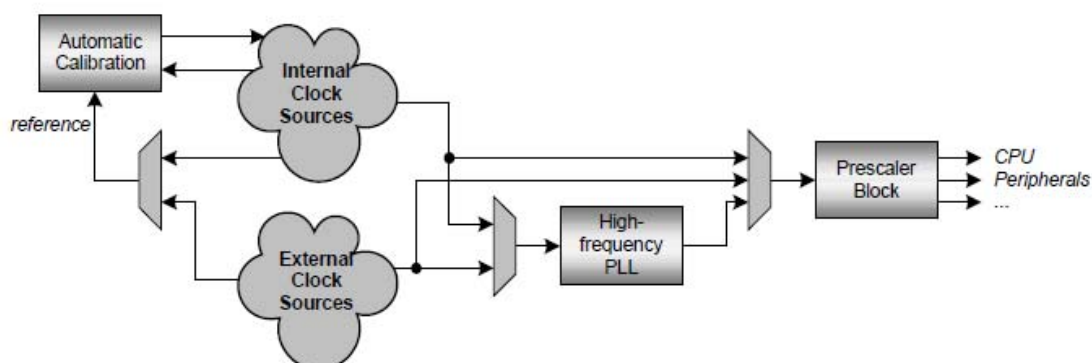 Automatic
Calibration
Internal
Clock
Sources
reference
CPU
Prescaler
Block
Peripherals
...
High-
frequency
PLL
External
Clock
Sources